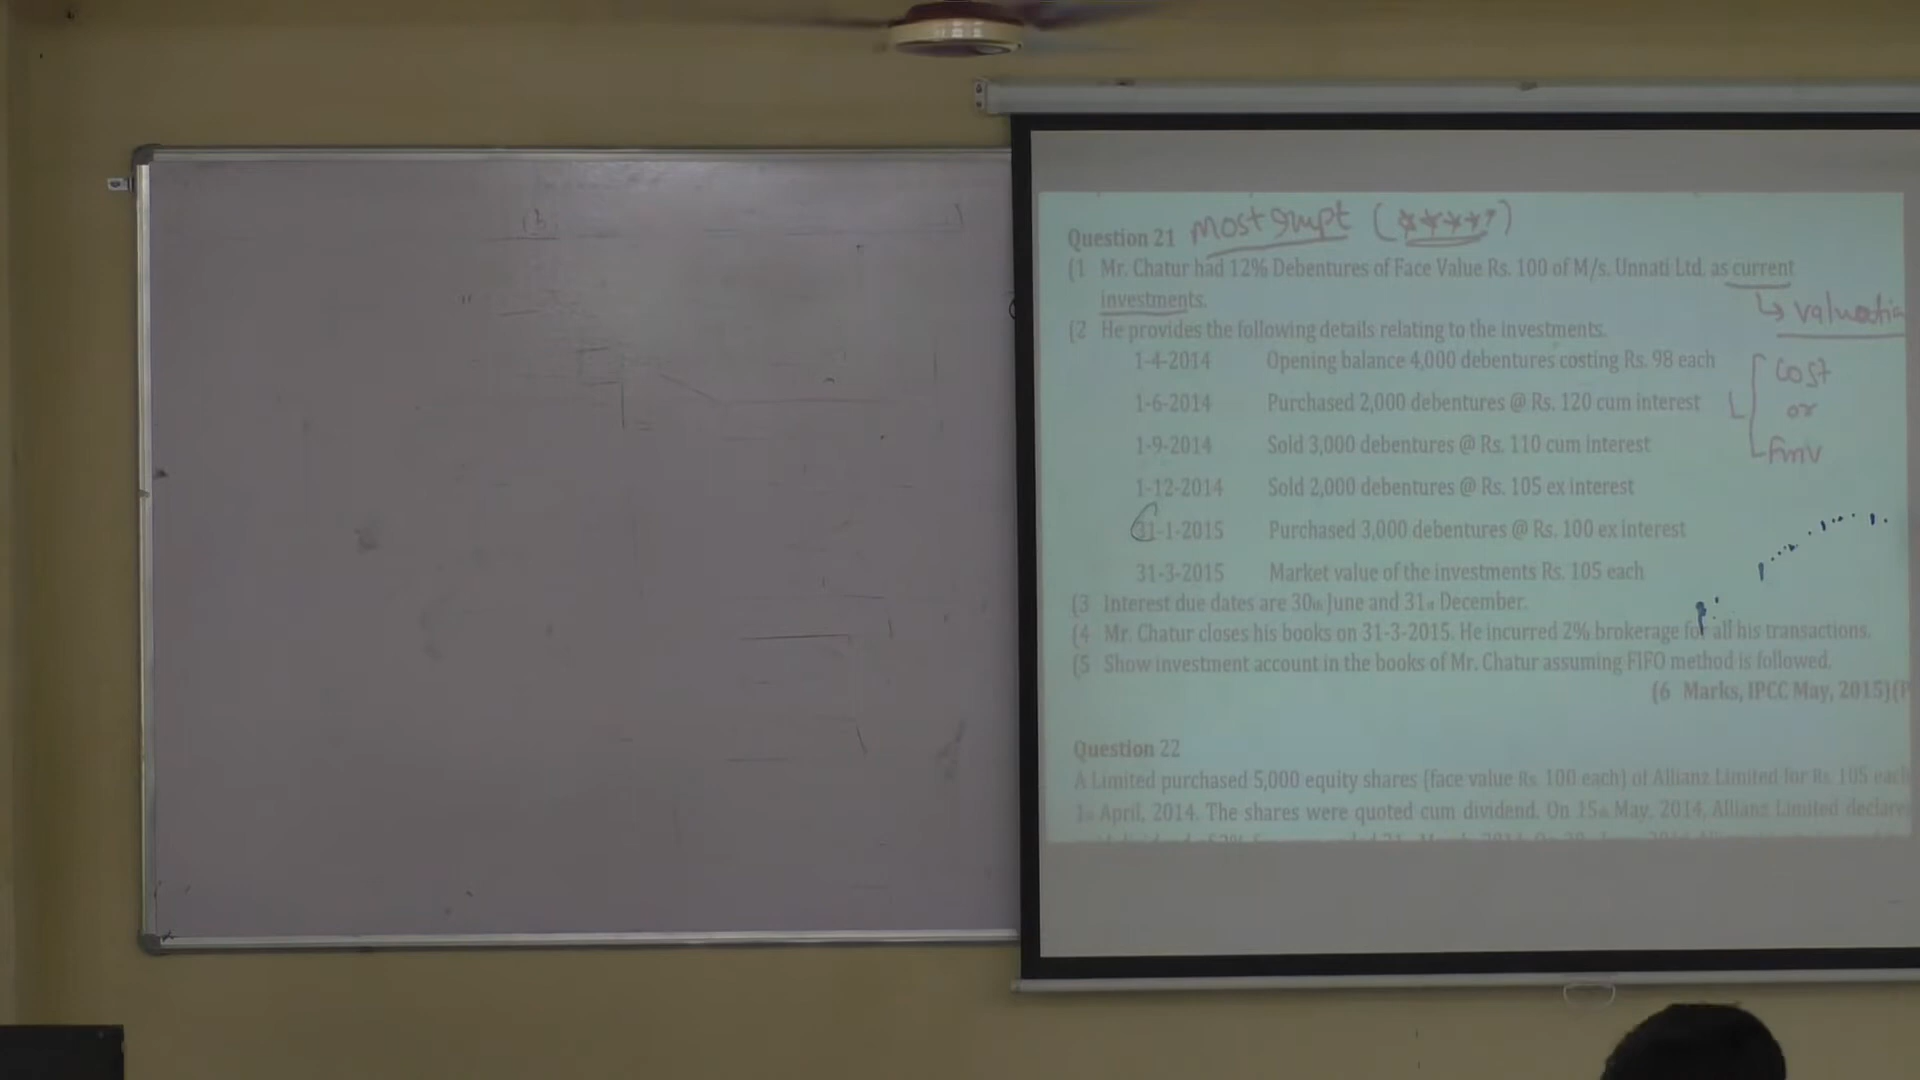 Question 21 most Impt (****)
(1 Mr. Chatur had 12% Debentures of Face Value Rs. 100 of M/s. Unnati Ltd. as current
investments.
↳ valuation
(2 He provides the following details relating to the investments.
1-4-2014 Opening balance 4,000 debentures costing Rs. 98 each
cost
1-6-2014 Purchased 2,000 debentures @ Rs. 120 cum interest
or
1-9-2014 Sold 3,000 debentures @ Rs. 110 cum interest
fmv
1-12-2014 Sold 2,000 debentures @ Rs. 105 ex interest
31-1-2015 Purchased 3,000 debentures @ Rs. 100 ex interest
31-3-2015 Market value of the investments Rs. 105 each
(3 Interest due dates are 30th June and 31st December.
(4 Mr. Chatur closes his books on 31-3-2015. He incurred 2% brokerage for all his transactions.
(5 Show investment account in the books of Mr. Chatur assuming FIFO method is followed.
(6 Marks, IPCC May, 2015)(P
Question 22
A Limited purchased 5,000 equity shares (face value Rs. 100 each) of Allianz Limited for Rs. 105 each
1st April, 2014. The shares were quoted cum dividend. On 15th May, 2014, Allianz Limited declare